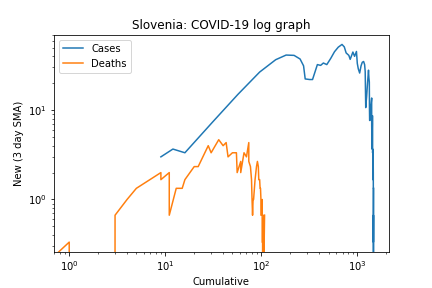 Slovenia: COVID-19 log graph
Cases
Deaths
New (3 day SMA)
10¹
10⁰
10⁰
10¹
10²
10³
Cumulative